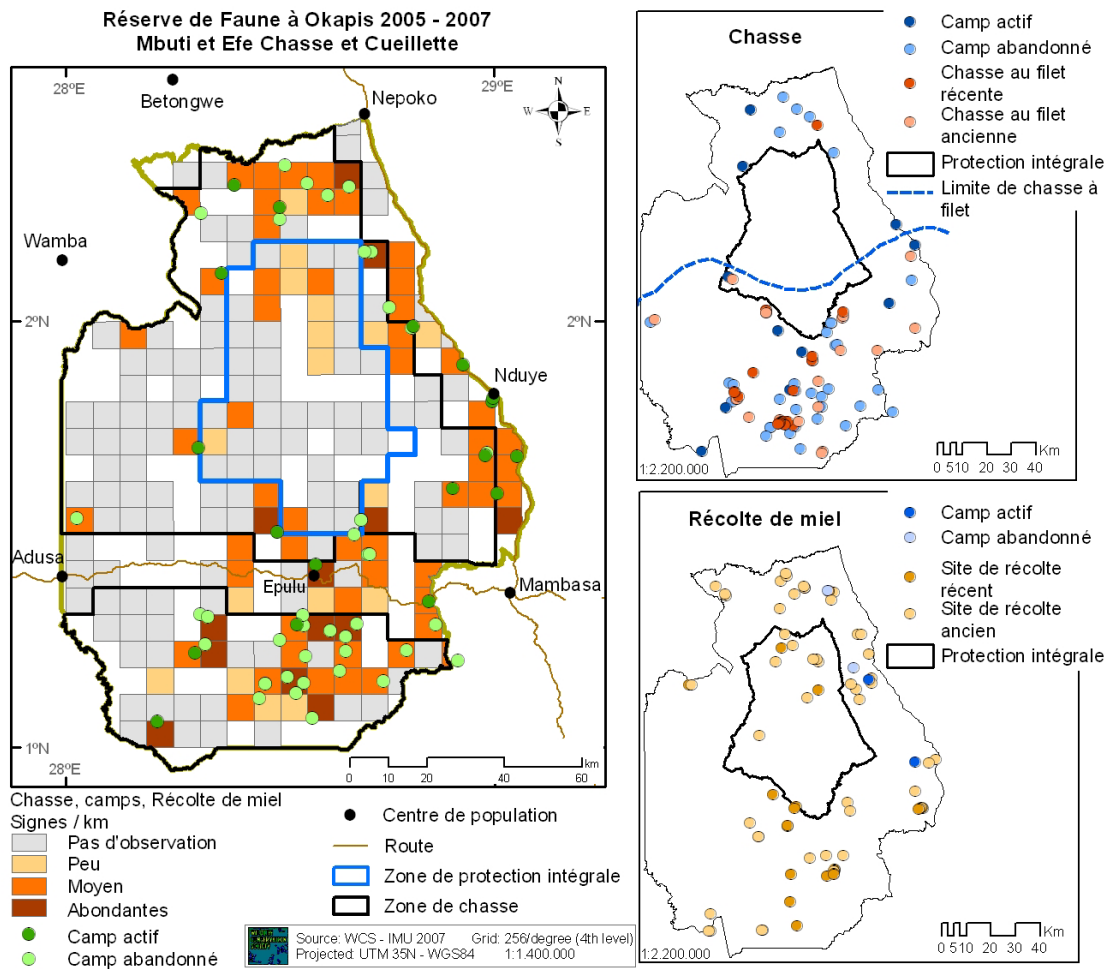 Réserve de Faune à Okapis 2005 - 2007
Mbuti et Efe Chasse et Cueillette
28ºE
29ºE
Betongwe
Nepoko
N
W
E
S
Wamba
2ºN
2ºN
Nduye
Adusa
Epulu
Mambasa
1ºN
28ºE
0 10 20 40 60
km
Chasse, camps, Récolte de miel
Signes / km
Pas d'observation
Peu
Moyen
Abondantes
Camp actif
Camp abandonné
Centre de population
Route
Zone de protection intégrale
Zone de chasse
Source: WCS - IMU 2007 Grid: 256/degree (4th level)
Projected: UTM 35N - WGS84 1:1.400.000
Chasse
Camp actif
Camp abandonné
Chasse au filet
récente
Chasse au filet
ancienne
Protection intégrale
Limite de chasse à
filet
Km
0 5 10 20 30 40
1:2.200.000
Récolte de miel
Camp actif
Camp abandonné
Site de récolte
récent
Site de récolte
ancien
Protection intégrale
Km
0 5 10 20 30 40
1:2.200.000